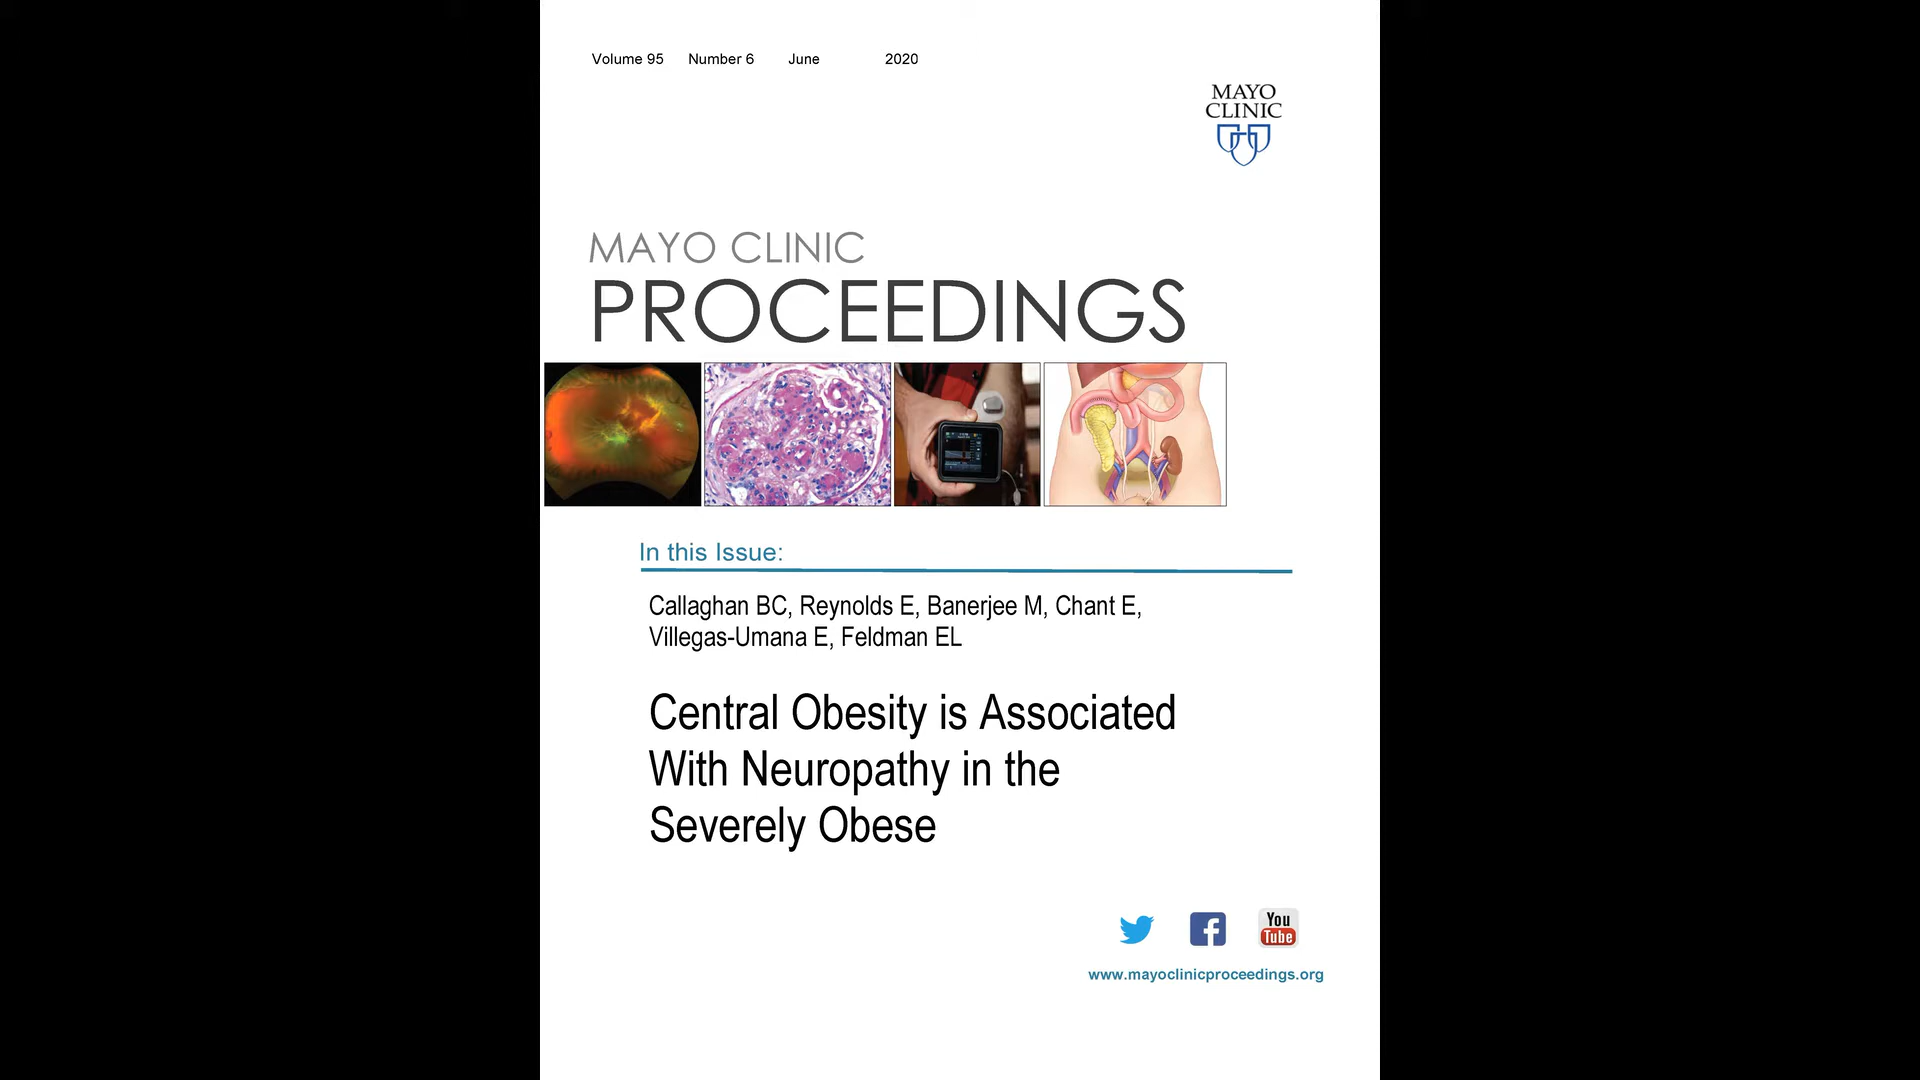 Volume 95 Number 6 June 2020
MAYO
CLINIC
MAYO CLINIC
PROCEEDINGS
In this Issue:
Callaghan BC, Reynolds E, Banerjee M, Chant E,
Villegas-Umana E, Feldman EL
Central Obesity is Associated
With Neuropathy in the
Severely Obese
You
Tube
www.mayoclinicproceedings.org